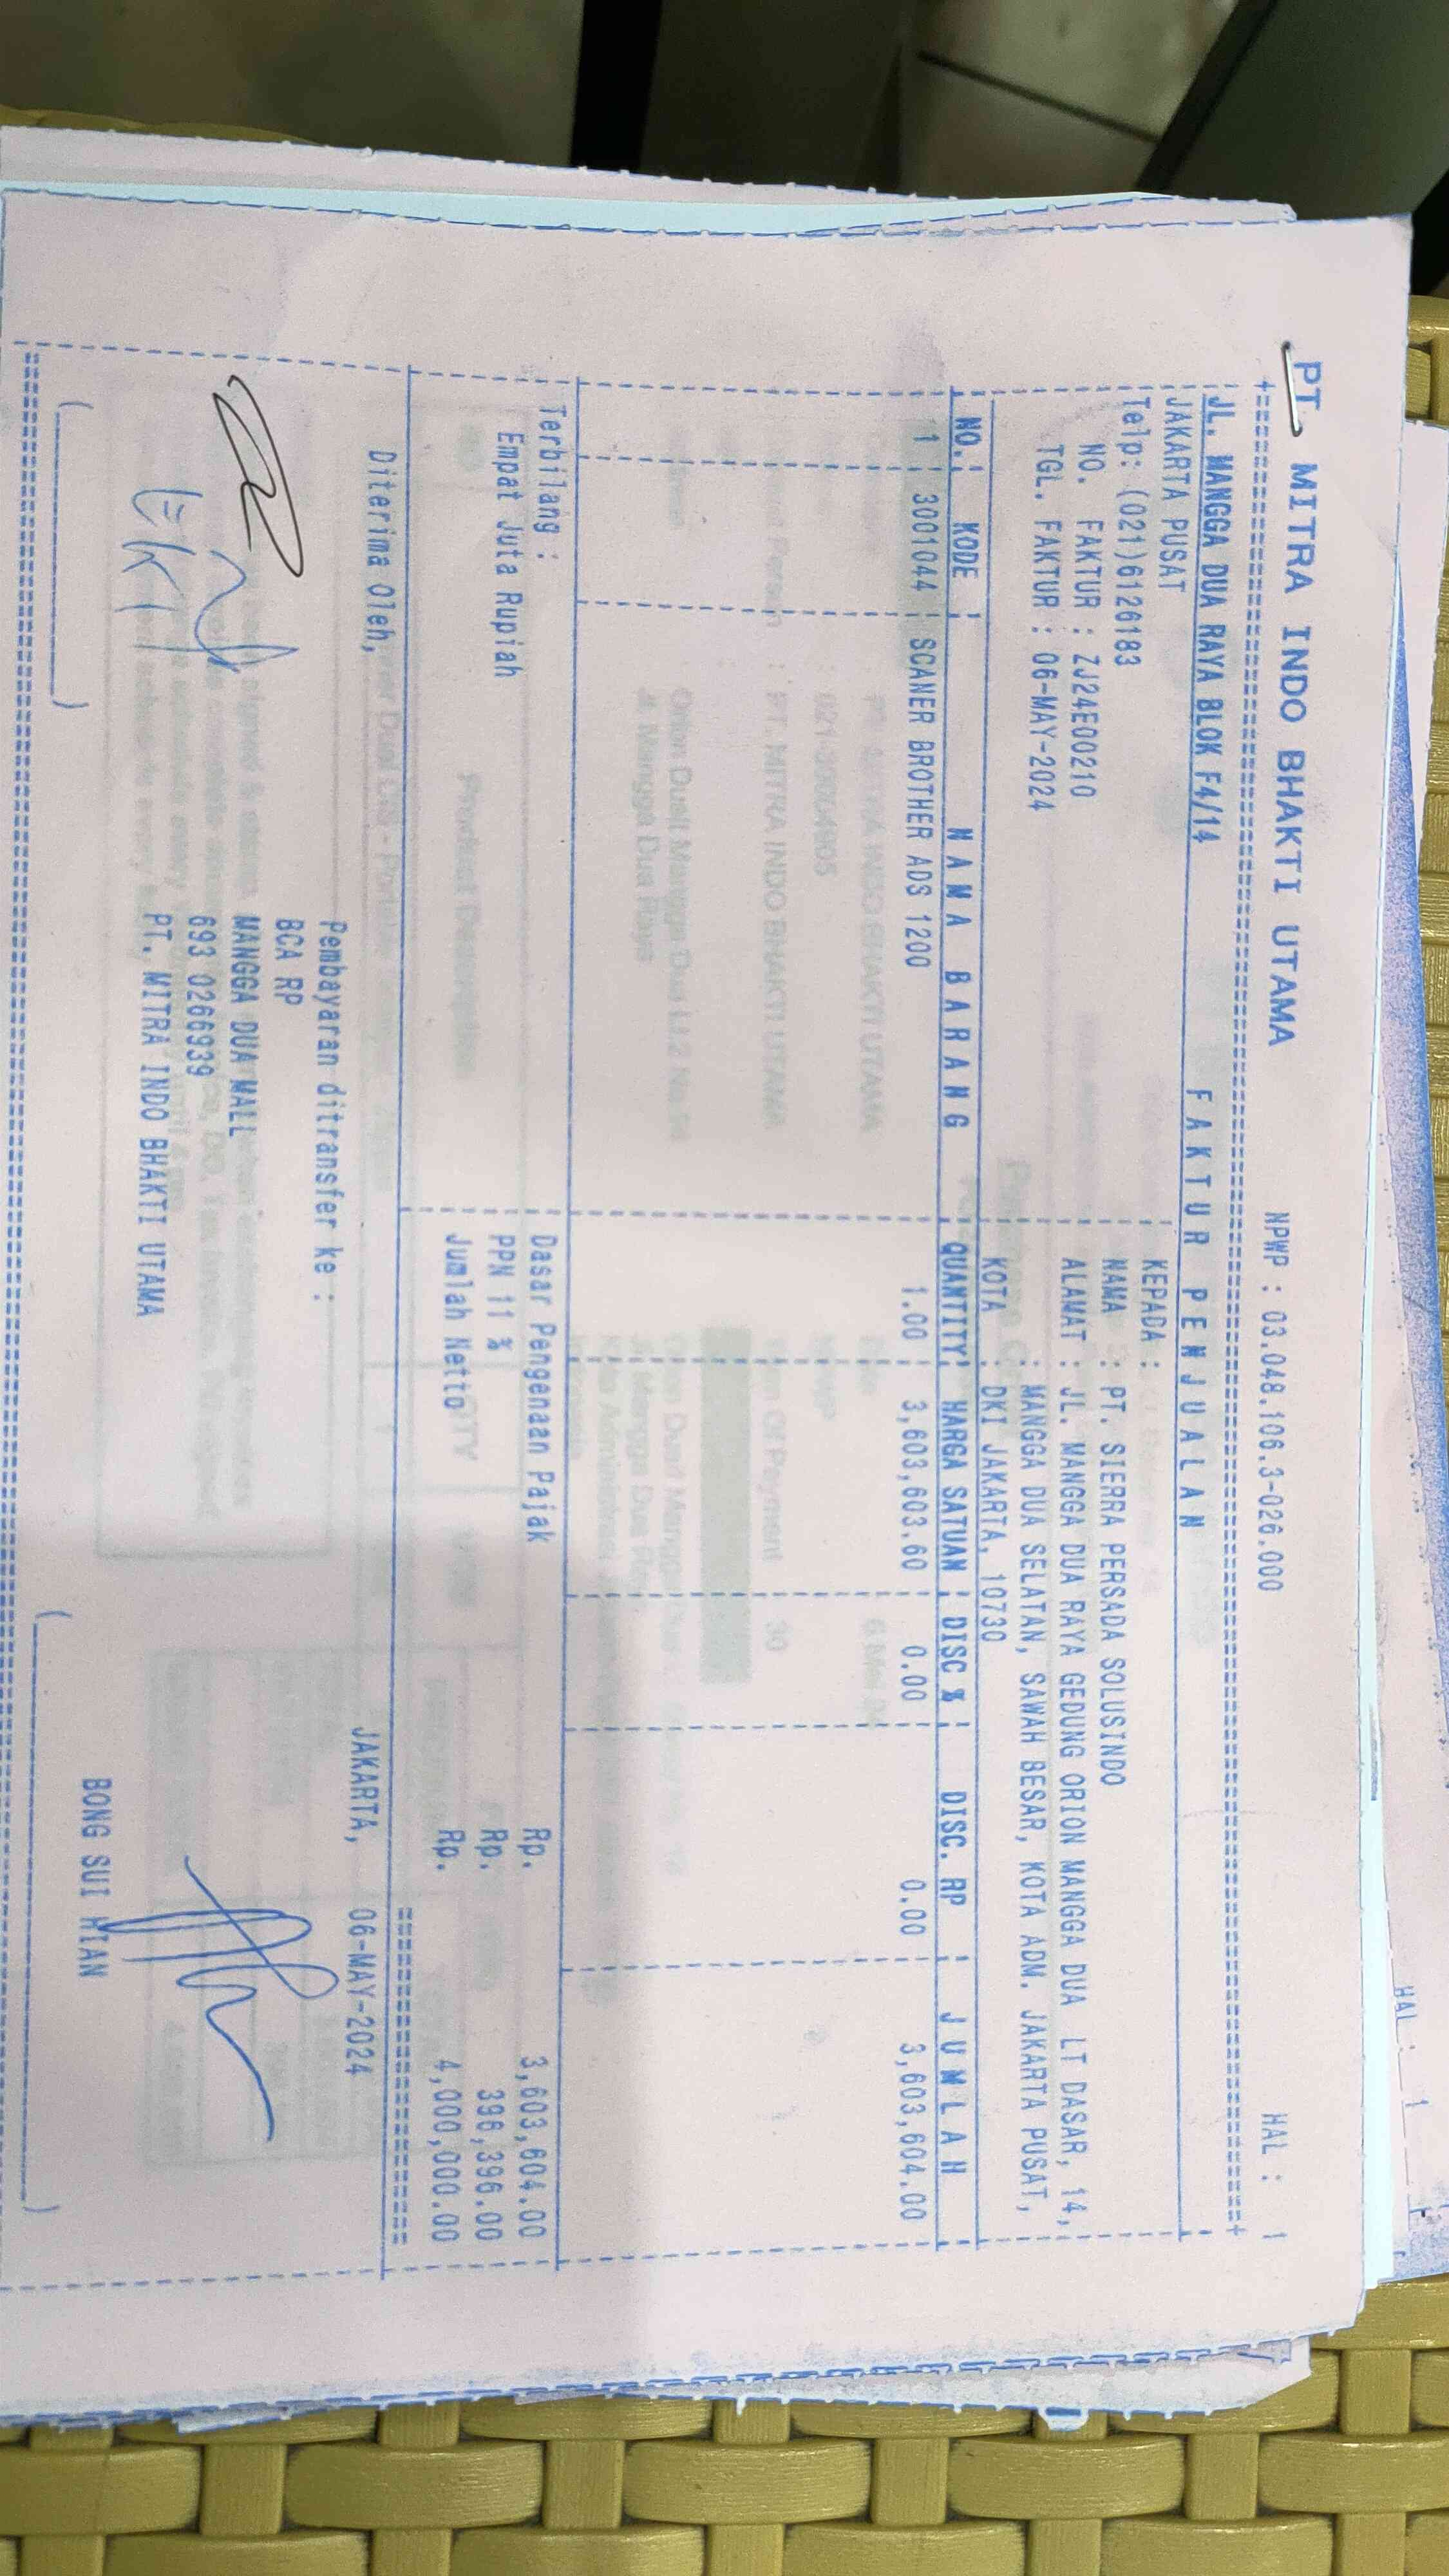 PT. MITRA INDO BHAKTI UTAMA NPWP : 03.048.106.3-026.000 HAL : 1
JL. MANGGA DUA RAYA BLOK F4/14 F A K T U R P E N J U A L A N
JAKARTA PUSAT KEPADA :
Telp: (021)6126183 NAMA : PT. SIERRA PERSADA SOLUSINDO
NO. FAKTUR : ZJ24E00210 ALAMAT : JL. MANGGA DUA RAYA GEDUNG ORION MANGGA DUA LT DASAR, 14,
TGL. FAKTUR : 06-MAY-2024 : MANGGA DUA SELATAN, SAWAH BESAR, KOTA ADM. JAKARTA PUSAT,
KOTA : DKI JAKARTA, 10730
NO. KODE N A M A B A R A N G QUANTITY HARGA SATUAN DISC % DISC. RP J U M L A H
1 3001044 SCANER BROTHER ADS 1200 1.00 3,603,603.60 0.00 0.00 3,603,604.00
Terbilang : Dasar Pengenaan Pajak Rp. 3,603,604.00
Empat Juta Rupiah PPN 11 % Rp. 396,396.00
Jumlah Netto Rp. 4,000,000.00
Diterima Oleh, JAKARTA, 06-MAY-2024
Pembayaran ditransfer ke :
BCA RP
MANGGA DUA MALL
693 0266939
PT. MITRA INDO BHAKTI UTAMA
BONG SUI HIAN
HAL : 1